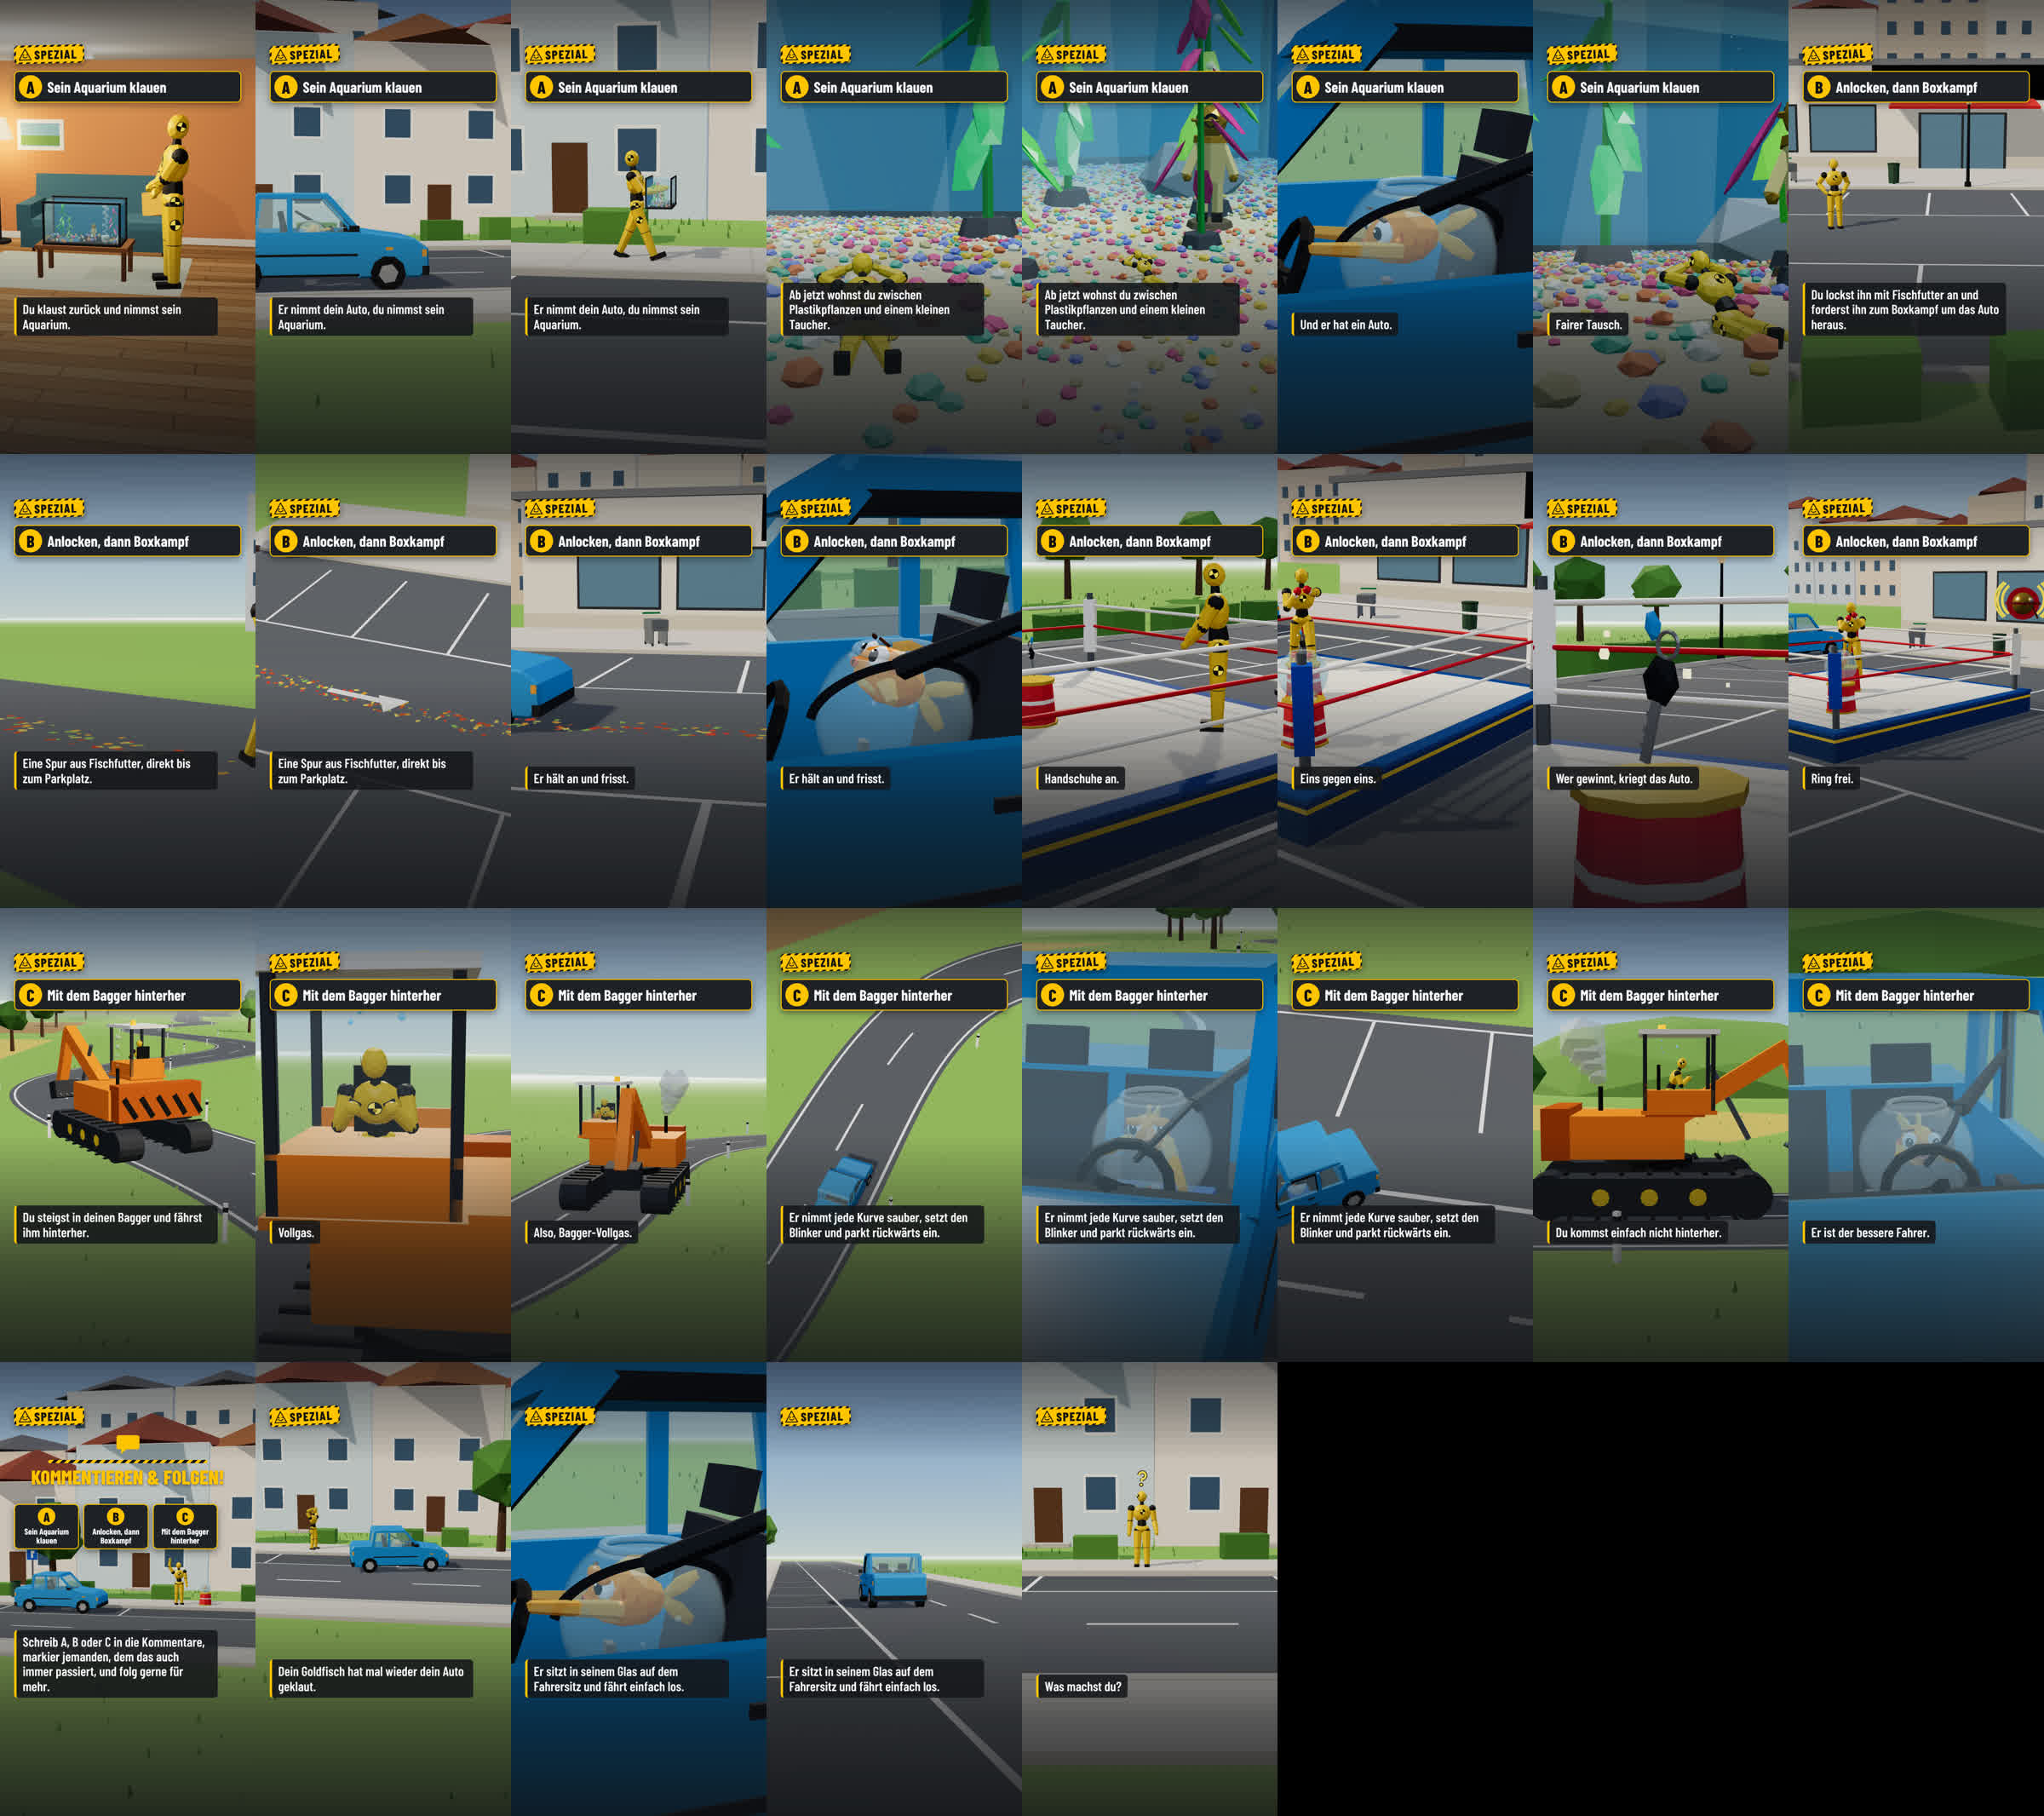 SPEZIAL
A Sein Aquarium klauen
Du klaust zurück und nimmst sein
Aquarium.
SPEZIAL
A Sein Aquarium klauen
Er nimmt dein Auto, du nimmst sein
Aquarium.
SPEZIAL
A Sein Aquarium klauen
Er nimmt dein Auto, du nimmst sein
Aquarium.
SPEZIAL
A Sein Aquarium klauen
Ab jetzt wohnst du zwischen
Plastikpflanzen und einem kleinen
Taucher.
SPEZIAL
A Sein Aquarium klauen
Ab jetzt wohnst du zwischen
Plastikpflanzen und einem kleinen
Taucher.
SPEZIAL
A Sein Aquarium klauen
Und er hat ein Auto.
SPEZIAL
A Sein Aquarium klauen
Fairer Tausch.
SPEZIAL
B Anlocken, dann Boxkampf
Du lockst ihn mit Fischfutter an und
forderst ihn zum Boxkampf um das Auto
heraus.
SPEZIAL
B Anlocken, dann Boxkampf
Eine Spur aus Fischfutter, direkt bis
zum Parkplatz.
SPEZIAL
B Anlocken, dann Boxkampf
Eine Spur aus Fischfutter, direkt bis
zum Parkplatz.
SPEZIAL
B Anlocken, dann Boxkampf
Er hält an und frisst.
SPEZIAL
B Anlocken, dann Boxkampf
Er hält an und frisst.
SPEZIAL
B Anlocken, dann Boxkampf
Handschuhe an.
SPEZIAL
B Anlocken, dann Boxkampf
Eins gegen eins.
SPEZIAL
B Anlocken, dann Boxkampf
Wer gewinnt, kriegt das Auto.
SPEZIAL
B Anlocken, dann Boxkampf
Ring frei.
SPEZIAL
C Mit dem Bagger hinterher
Du steigst in deinen Bagger und fährst
ihm hinterher.
SPEZIAL
C Mit dem Bagger hinterher
Vollgas.
SPEZIAL
C Mit dem Bagger hinterher
Also, Bagger-Vollgas.
SPEZIAL
C Mit dem Bagger hinterher
Er nimmt jede Kurve sauber, setzt den
Blinker und parkt rückwärts ein.
SPEZIAL
C Mit dem Bagger hinterher
Er nimmt jede Kurve sauber, setzt den
Blinker und parkt rückwärts ein.
SPEZIAL
C Mit dem Bagger hinterher
Er nimmt jede Kurve sauber, setzt den
Blinker und parkt rückwärts ein.
SPEZIAL
C Mit dem Bagger hinterher
Du kommst einfach nicht hinterher.
SPEZIAL
C Mit dem Bagger hinterher
Er ist der bessere Fahrer.
SPEZIAL
KOMMENTIEREN & FOLGEN!
A
Sein Aquarium
klauen
B
Anlocken, dann
Boxkampf
C
Mit dem Bagger
hinterher
Schreib A, B oder C in die Kommentare,
markier jemanden, dem das auch
immer passiert, und folg gerne für
mehr.
SPEZIAL
Dein Goldfisch hat mal wieder dein Auto
geklaut.
SPEZIAL
Er sitzt in seinem Glas auf dem
Fahrersitz und fährt einfach los.
SPEZIAL
Er sitzt in seinem Glas auf dem
Fahrersitz und fährt einfach los.
SPEZIAL
?
Was machst du?